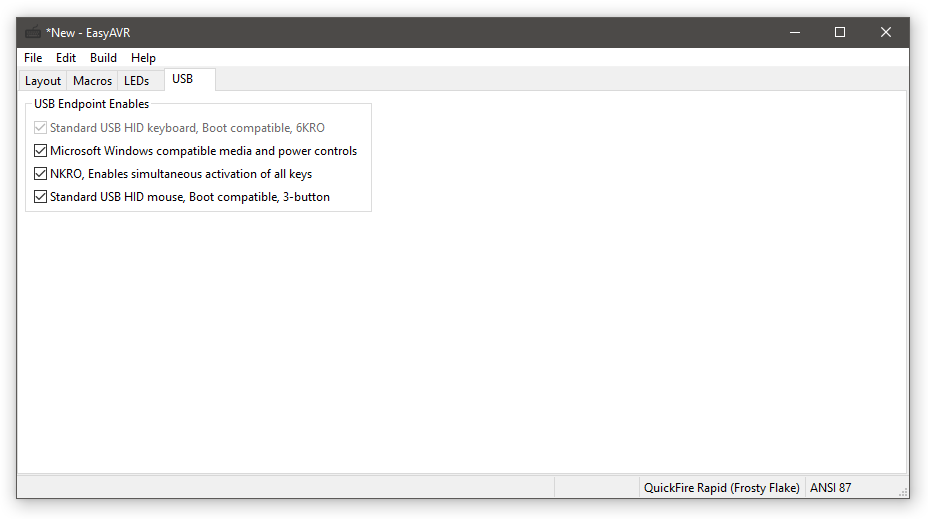 *New - EasyAVR
File Edit Build Help
Layout Macros LEDs USB
USB Endpoint Enables
Standard USB HID keyboard, Boot compatible, 6KRO
Microsoft Windows compatible media and power controls
NKRO, Enables simultaneous activation of all keys
Standard USB HID mouse, Boot compatible, 3-button
QuickFire Rapid (Frosty Flake) ANSI 87